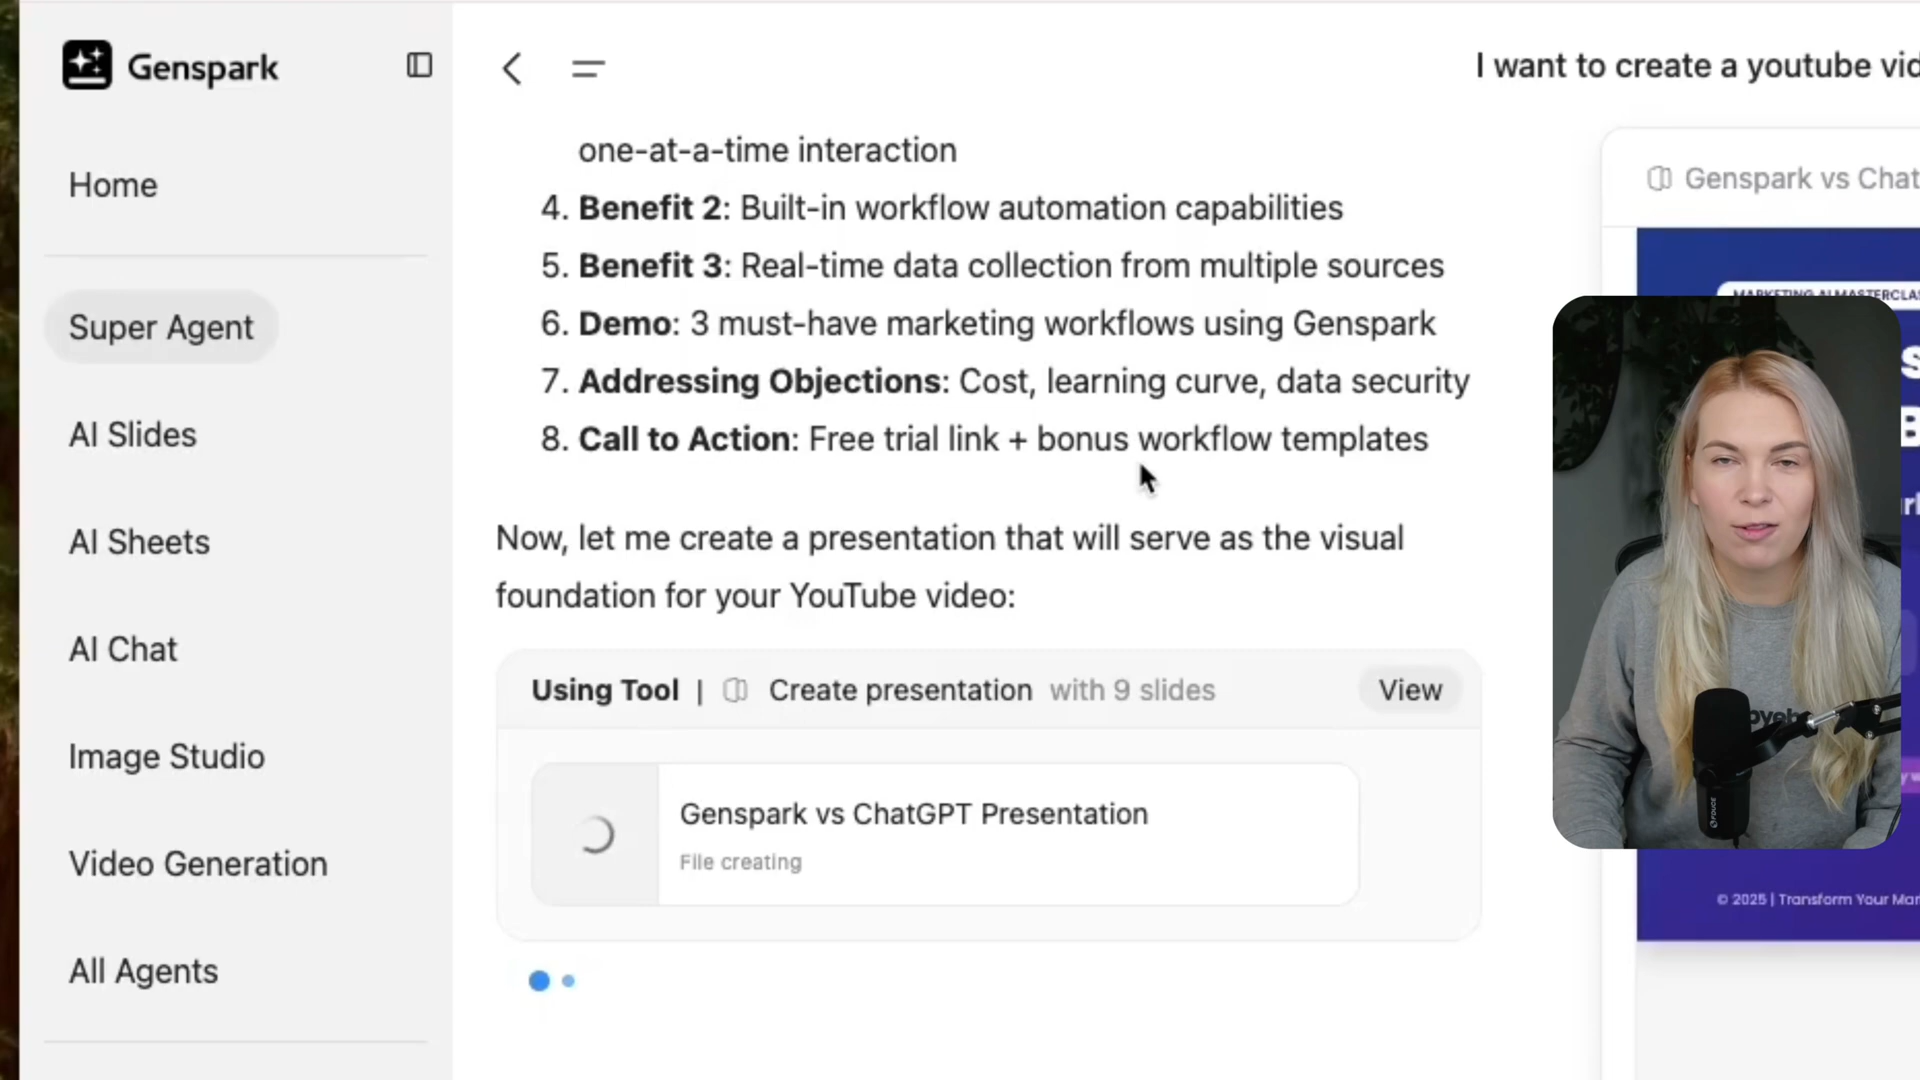 Genspark
Home
Super Agent
AI Slides
AI Sheets
AI Chat
Image Studio
Video Generation
All Agents
I want to create a youtube
one-at-a-time interaction
4. Benefit 2: Built-in workflow automation capabilities
5. Benefit 3: Real-time data collection from multiple sources
6. Demo: 3 must-have marketing workflows using Genspark
7. Addressing Objections: Cost, learning curve, data security
8. Call to Action: Free trial link + bonus workflow templates
Now, let me create a presentation that will serve as the visual
foundation for your YouTube video:
Using Tool | Create presentation with 9 slides View
Genspark vs ChatGPT Presentation
File creating
Genspark vs Chat
MARKETING AI
© 2025 | Transform Your